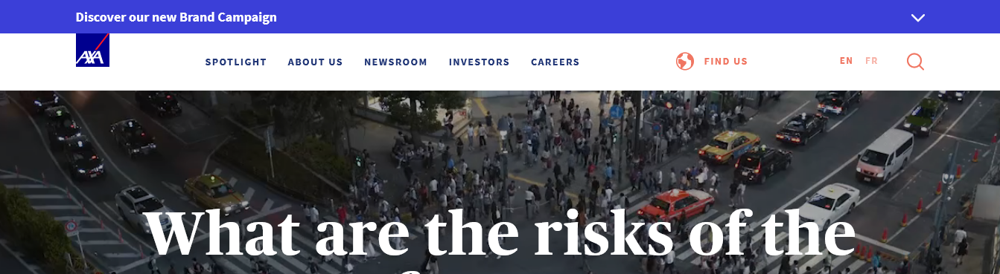 Discover our new Brand Campaign
AXA
SPOTLIGHT ABOUT US NEWSROOM INVESTORS CAREERS FIND US EN FR
What are the risks of the